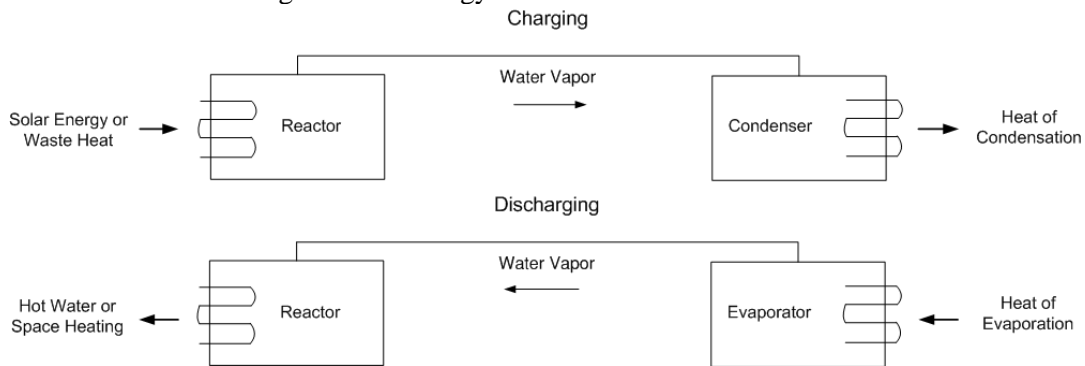 Charging
Water Vapor
Solar Energy or
Waste Heat
Reactor
Condenser
Heat of
Condensation
Discharging
Water Vapor
Hot Water or
Space Heating
Reactor
Evaporator
Heat of
Evaporation